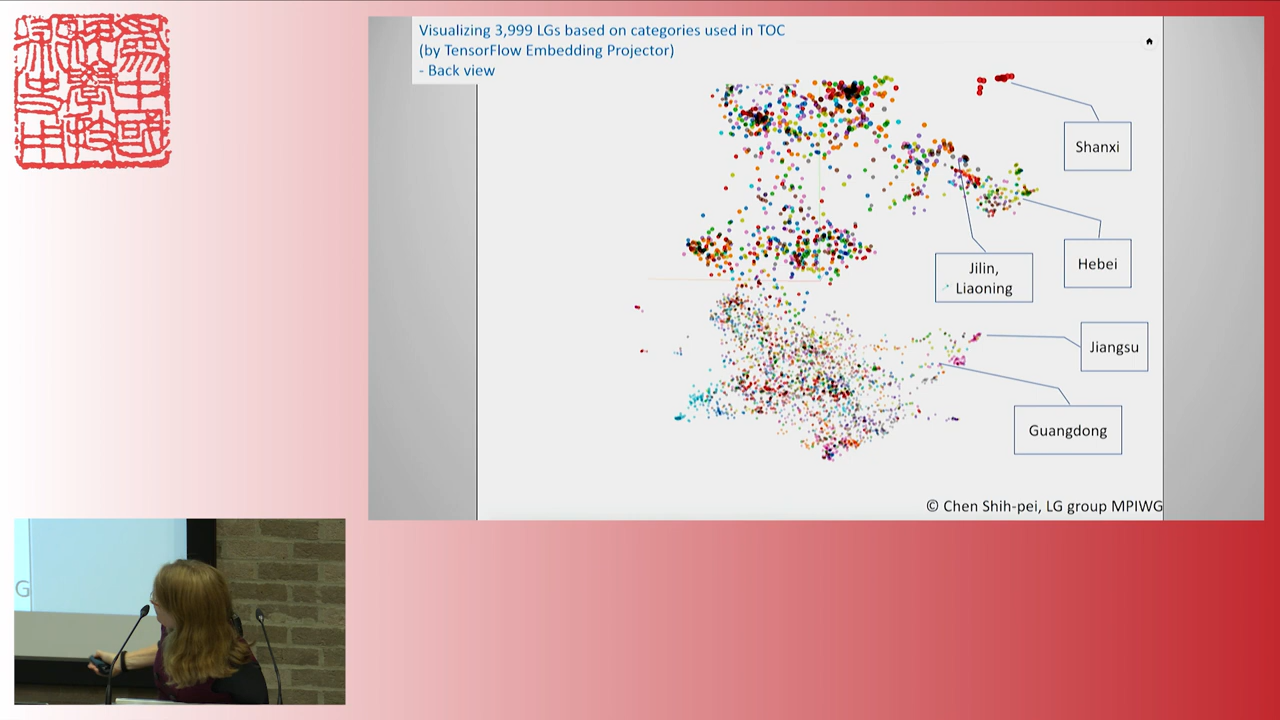 Visualizing 3,999 LGs based on categories used in TOC
(by TensorFlow Embedding Projector)
- Back view
Shanxi
Jilin,
Liaoning
Hebei
Jiangsu
Guangdong
© Chen Shih-pei, LG group MPIWG
G